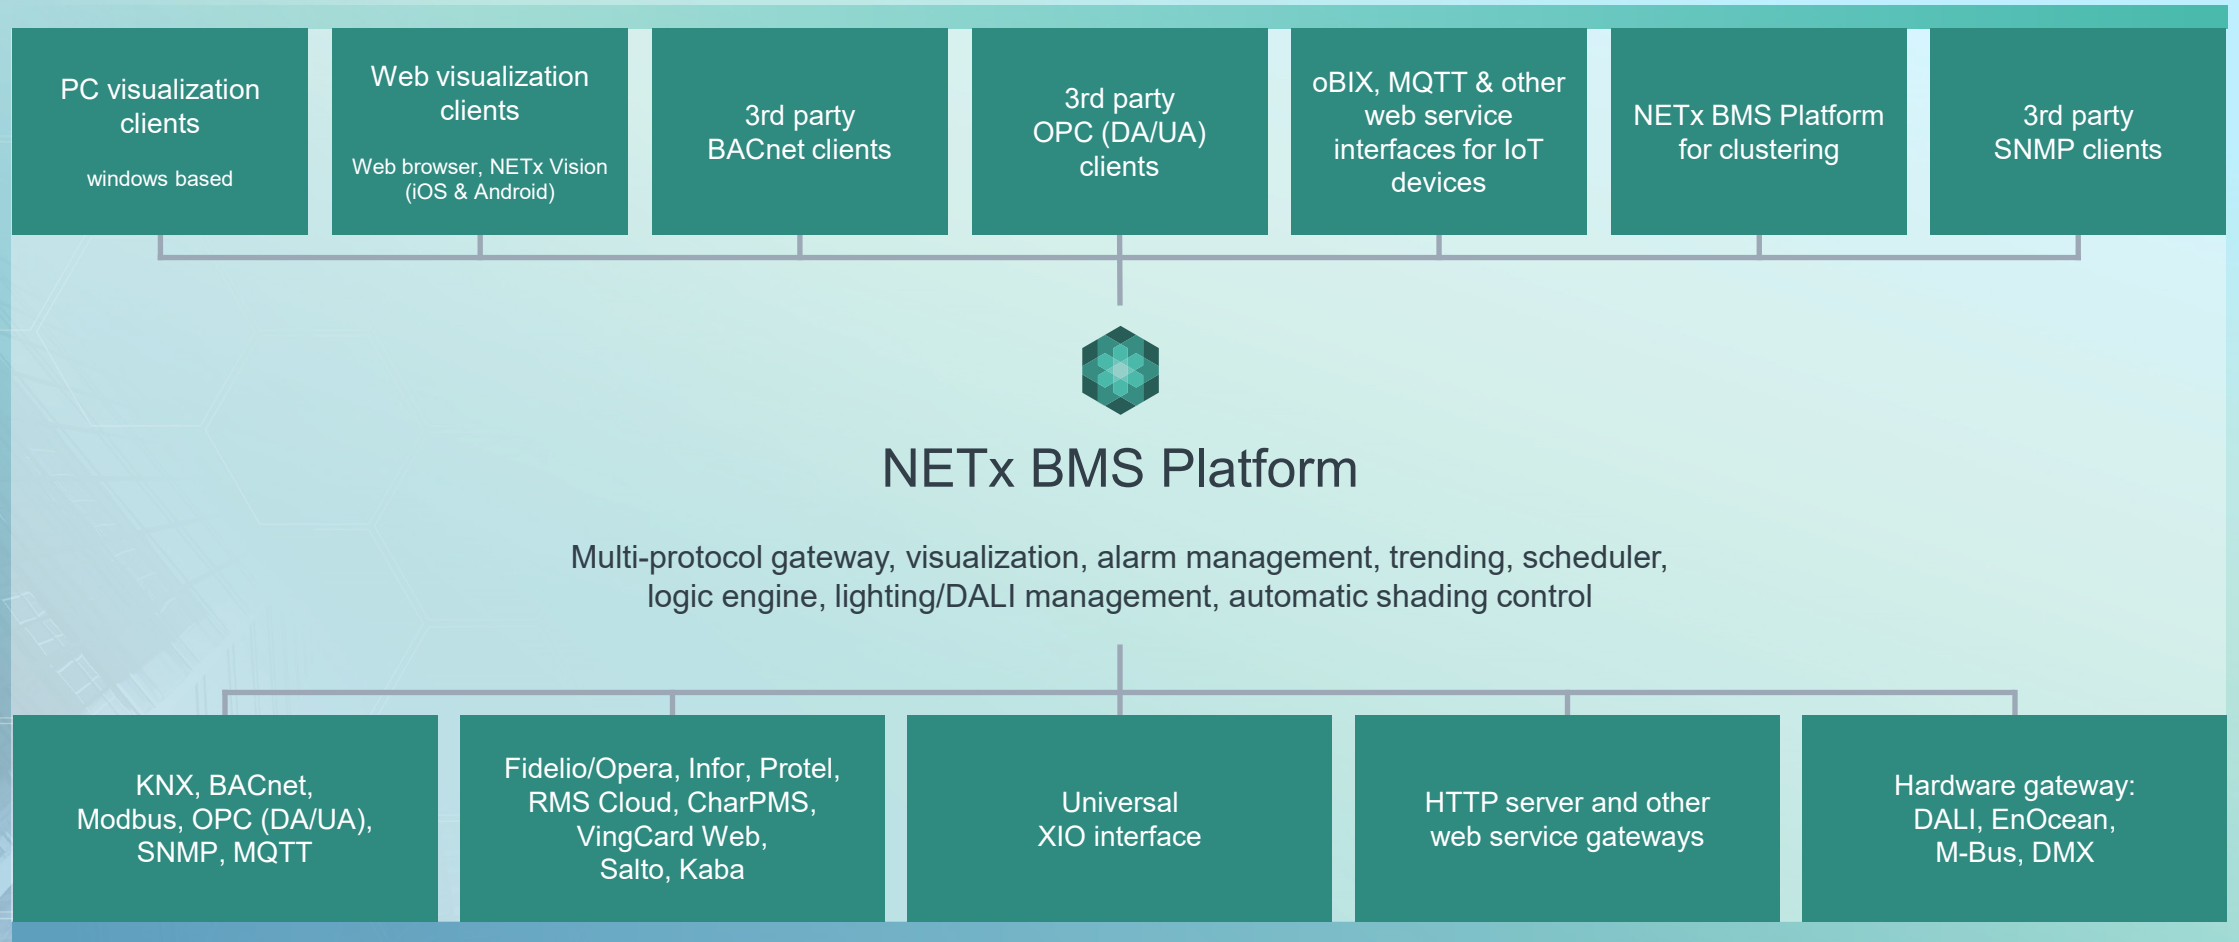 PC visualization
clients
windows based
Web visualization
clients
Web browser, NETx Vision
(iOS & Android)
3rd party
BACnet clients
3rd party
OPC (DA/UA)
clients
oBIX, MQTT & other
web service
interfaces for IoT
devices
NETx BMS Platform
for clustering
3rd party
SNMP clients
NETx BMS Platform
Multi-protocol gateway, visualization, alarm management, trending, scheduler,
logic engine, lighting/DALI management, automatic shading control
KNX, BACnet,
Modbus, OPC (DA/UA),
SNMP, MQTT
Fidelio/Opera, Infor, Protel,
RMS Cloud, CharPMS,
VingCard Web,
Salto, Kaba
Universal
XIO interface
HTTP server and other
web service gateways
Hardware gateway:
DALI, EnOcean,
M-Bus, DMX